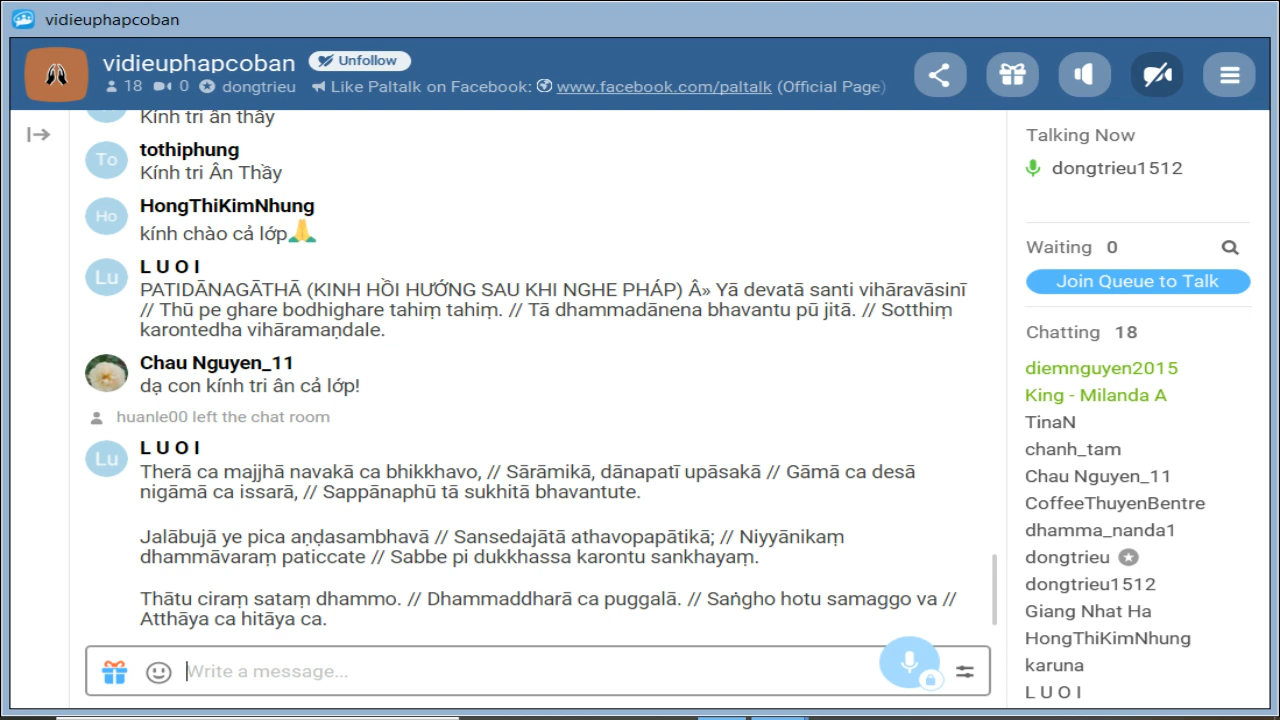 vidieuphapcoban
vidieuphapcoban Unfollow
18 0 dongtrieu Like Paltalk on Facebook: www.facebook.com/paltalk (Official Page)
Kính tri ân thầy
To
tothiphung
Kính tri Ân Thầy
Ho
HongThiKimNhung
kính chào cả lớp
Lu
L U O I
PATIDĀNAGĀTHĀ (KINH HỒI HƯỚNG SAU KHI NGHE PHÁP) Â» Yā devatā santi vihāravāsinī
// Thū pe ghare bodhighare tahiṃ tahiṃ. // Tā dhammadānena bhavantu pū jitā. // Sotthiṃ
karontedha vihāramaṇdale.
Chau Nguyen_11
dạ con kính tri ân cả lớp!
huanle00 left the chat room
Lu
L U O I
Therā ca majjhā navakā ca bhikkhavo, // Sārāmikā, dānapatī upāsakā // Gāmā ca desā
nigāmā ca issarā, // Sappānaphū tā sukhitā bhavantute.
Jalābujā ye pica aṇḍasambhavā // Sansedajātā athavopapātikā; // Niyyānikaṃ
dhammāvaraṃ paticcate // Sabbe pi dukkhassa karontu sankhayaṃ.
Thātu ciraṃ sataṃ dhammo. // Dhammaddharā ca puggalā. // Saṅgho hotu samaggo va //
Atthāya ca hitāya ca.
Write a message...
Talking Now
dongtrieu1512
Waiting 0
Join Queue to Talk
Chatting 18
diemnguyen2015
King - Milanda A
TinaN
chanh_tam
Chau Nguyen_11
CoffeeThuyenBentre
dhamma_nanda1
dongtrieu
dongtrieu1512
Giang Nhat Ha
HongThiKimNhung
karuna
L U O I